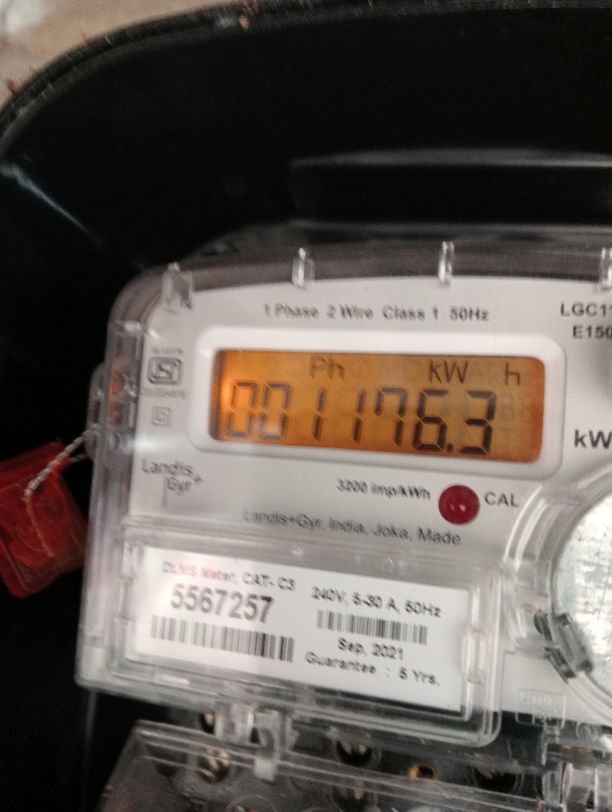 1 Phase 2 Wire Class 1 50Hz
LGC11
E150
Ph kW h
001176.3
kW
Landis
Gyr+
3200 imp/kWh
CAL
Landis+Gyr, India, Joka, Made
DLMS Meter, CAT- C3
5567257
240V, 5-30 A, 50Hz
Sep, 2021
Guarantee : 5 Yrs.